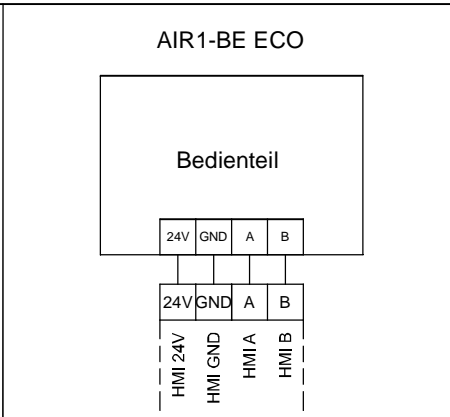 AIR1-BE ECO
Bedienteil
24V GND A B
24V GND A B
HMI 24V
HMI GND
HMI A
HMI B